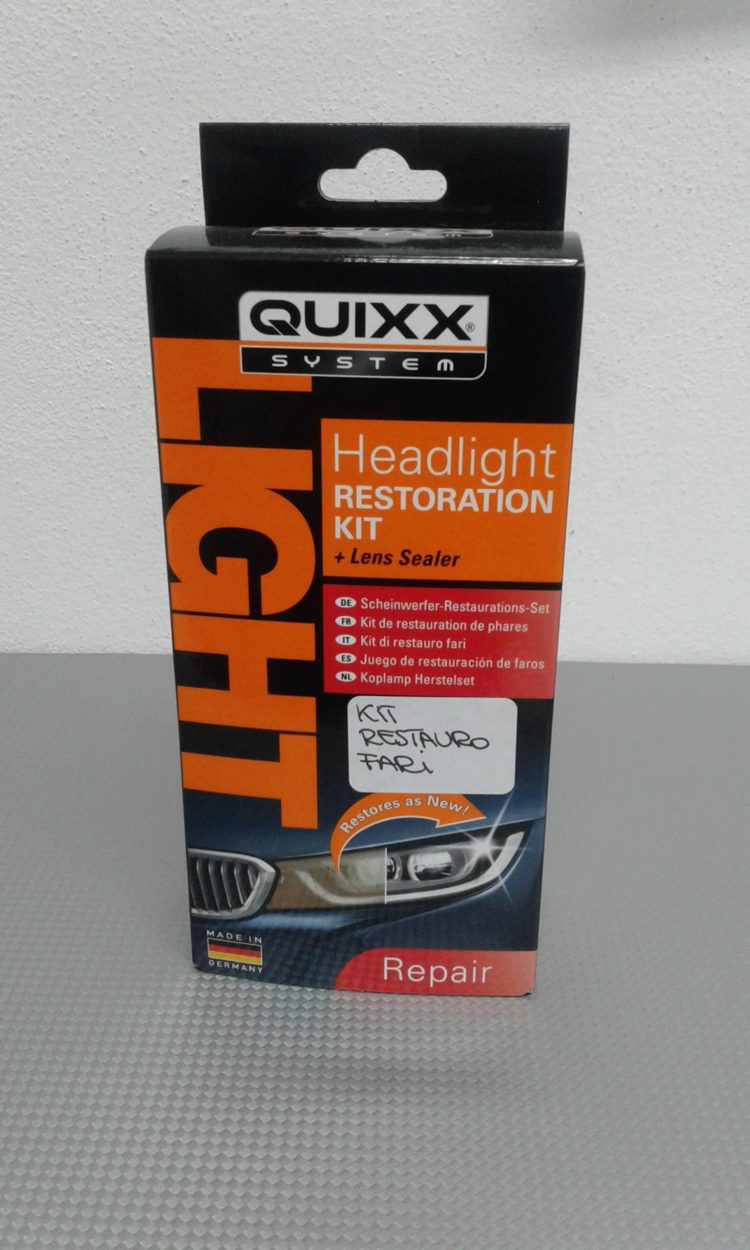 QUIXX®
SYSTEM
LIGHT
Headlight
RESTORATION
KIT
+ Lens Sealer
DE Scheinwerfer-Restaurations-Set
FR Kit de restauration de phares
IT Kit di restauro fari
ES Juego de restauración de faros
NL Koplamp Herstelset
KIT
RESTAURO
FARi
Restores as New!
MADE IN
GERMANY
Repair